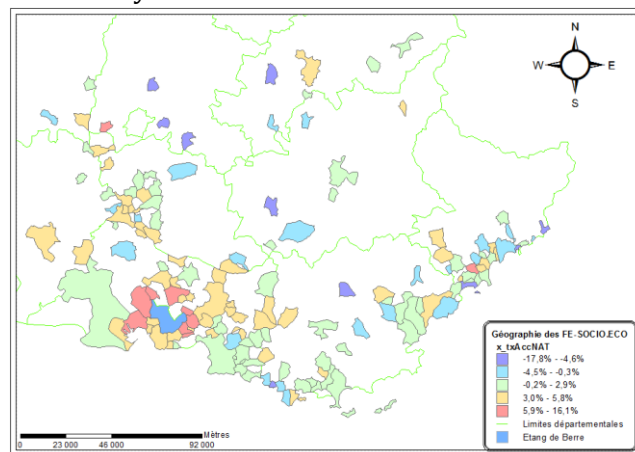 N
W E
S
Géographie des FE-SOCIO.ECO
x_txAccNAT
-17,8% - -4,6%
-4,5% - -0,3%
-0,2% - 2,9%
3,0% - 5,8%
5,9% - 16,1%
Limites départementales
Etang de Berre
Mètres
0 23 000 46 000 92 000